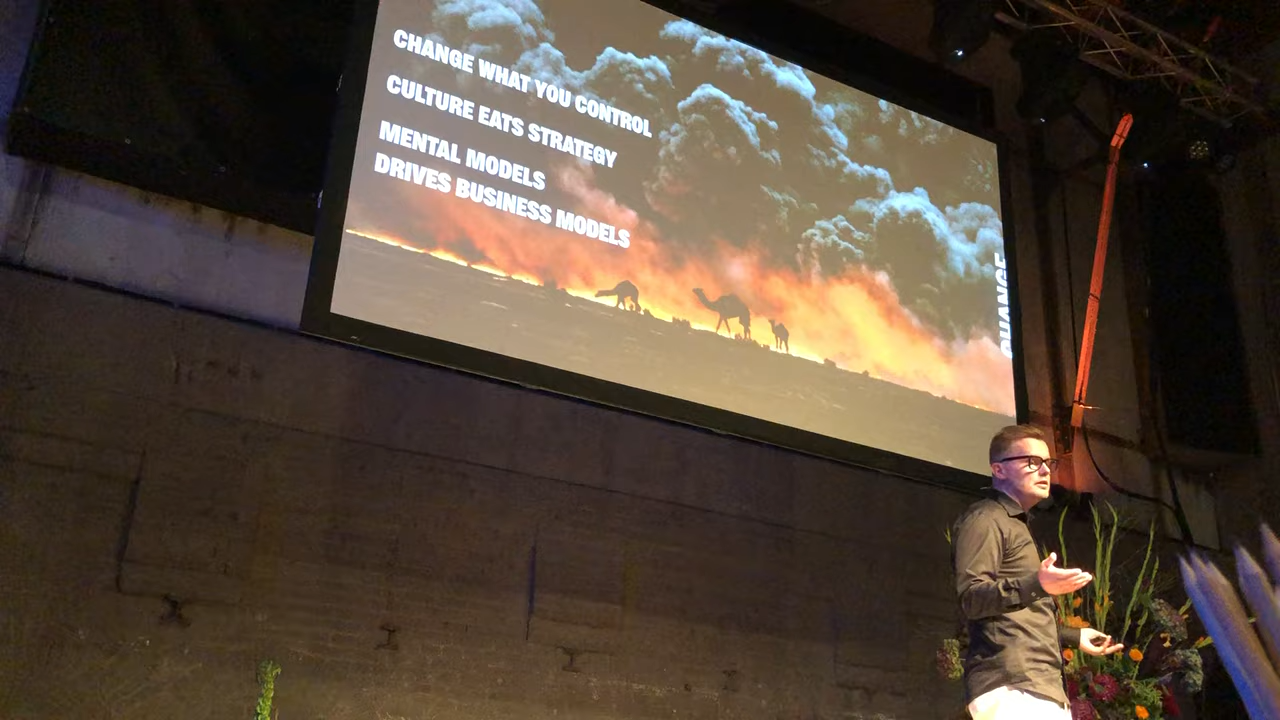 CHANGE WHAT YOU CONTROL
CULTURE EATS STRATEGY
MENTAL MODELS
DRIVES BUSINESS MODELS
CHANGE